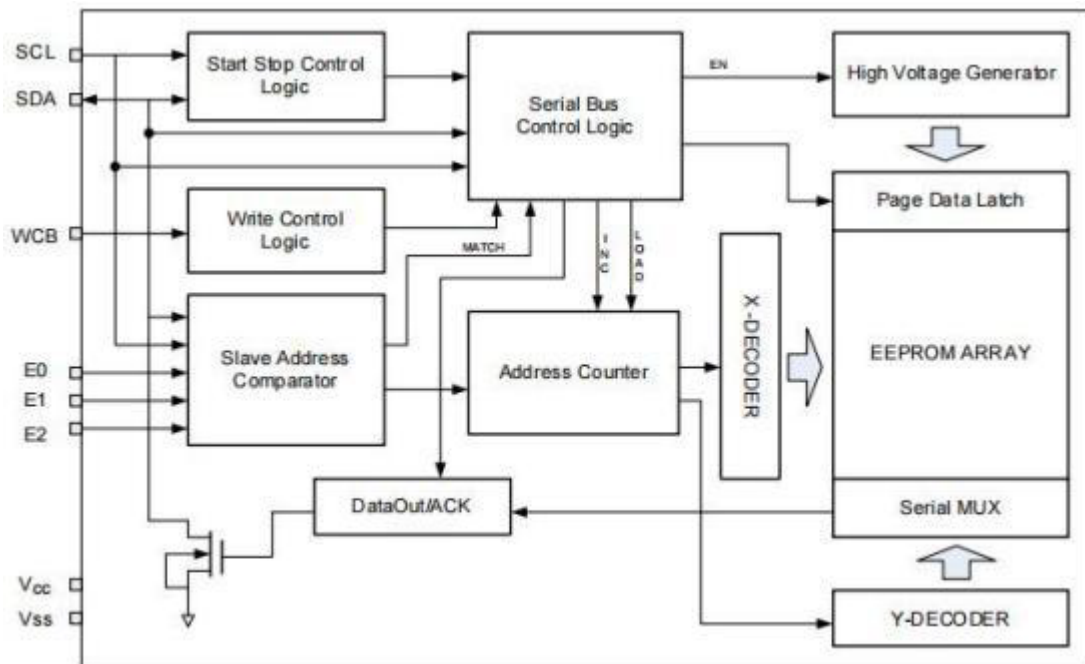 SCL
SDA
WCB
E0
E1
E2
Vcc
Vss
Start Stop Control
Logic
Write Control
Logic
Slave Address
Comparator
Serial Bus
Control Logic
MATCH
INC
LOAD
EN
Address Counter
DataOut/ACK
X-DECODER
High Voltage Generator
Page Data Latch
EEPROM ARRAY
Serial MUX
Y-DECODER